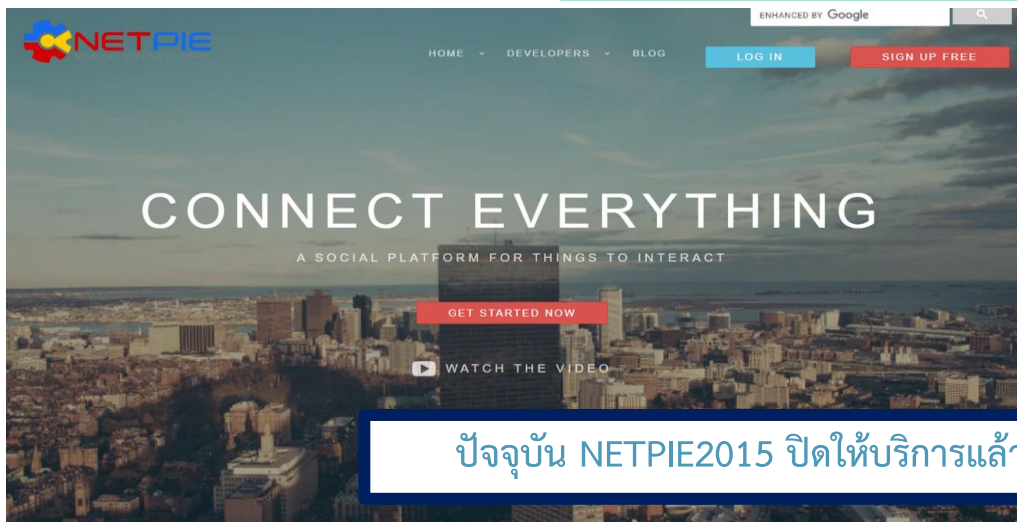 ENHANCED BY Google
NETPIE
HOME DEVELOPERS BLOG LOG IN SIGN UP FREE
CONNECT EVERYTHING
A SOCIAL PLATFORM FOR THINGS TO INTERACT
GET STARTED NOW
WATCH THE VIDEO
ปัจจุบัน NETPIE2015 ปิดให้บริการแล้ว